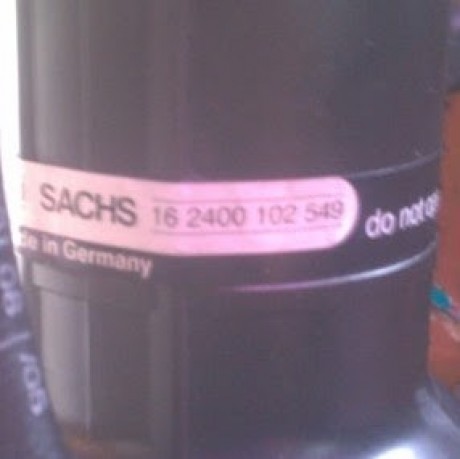 SACHS 16 2400 102 549
do not
in Germany